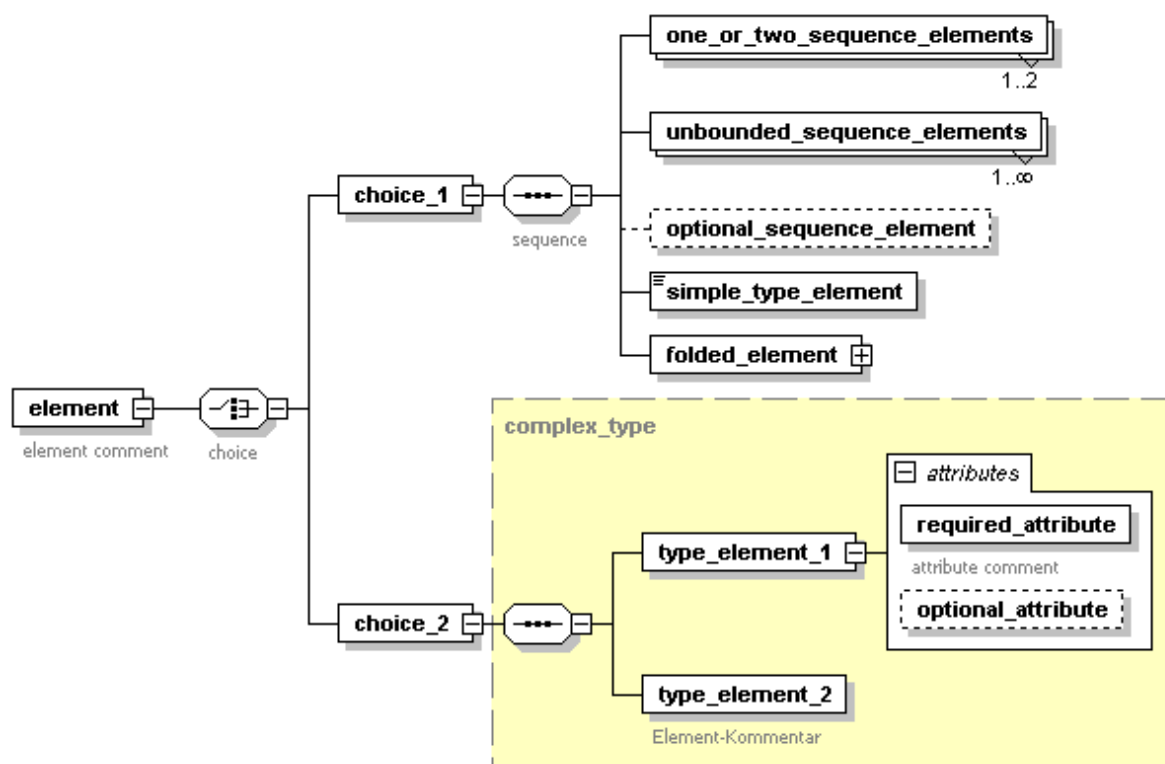 one_or_two_sequence_elements
1..2
unbounded_sequence_elements
1..∞
choice_1
sequence
optional_sequence_element
simple_type_element
folded_element
element
element comment
choice
complex_type
attributes
required_attribute
attribute comment
type_element_1
optional_attribute
choice_2
type_element_2
Element-Kommentar